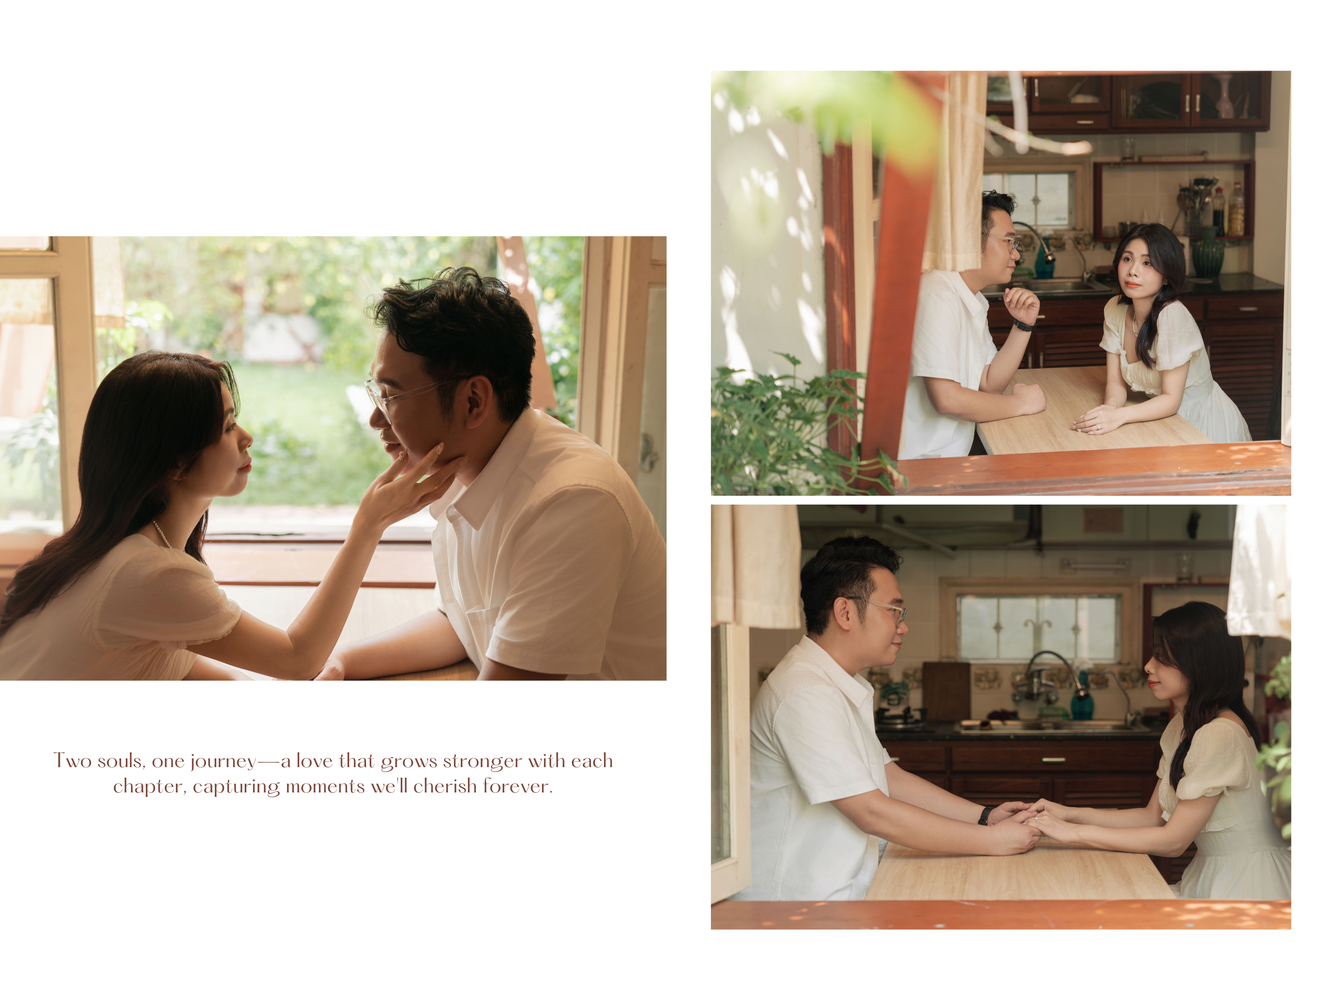 Two souls, one journey—a love that grows stronger with each
chapter, capturing moments we'll cherish forever.